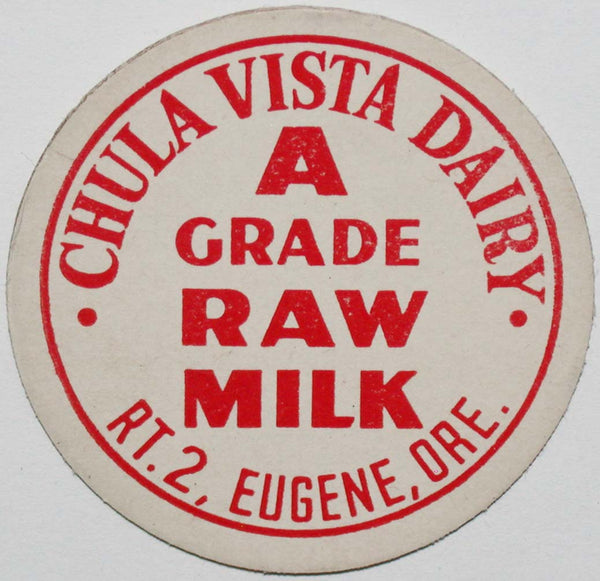 • CHULA VISTA DAIRY •
A
GRADE
RAW
MILK
RT. 2, EUGENE, ORE.